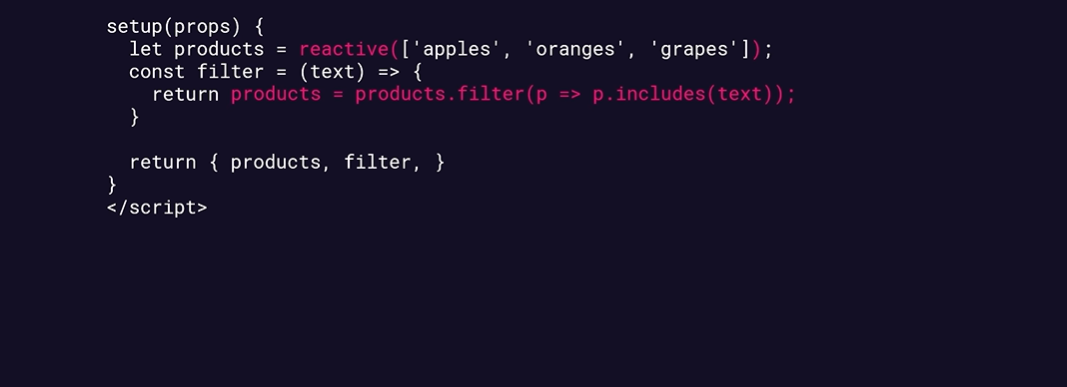 setup(props) {
let products = reactive(['apples', 'oranges', 'grapes']);
const filter = (text) => {
return products = products.filter(p => p.includes(text));
}
return { products, filter, }
}
</script>